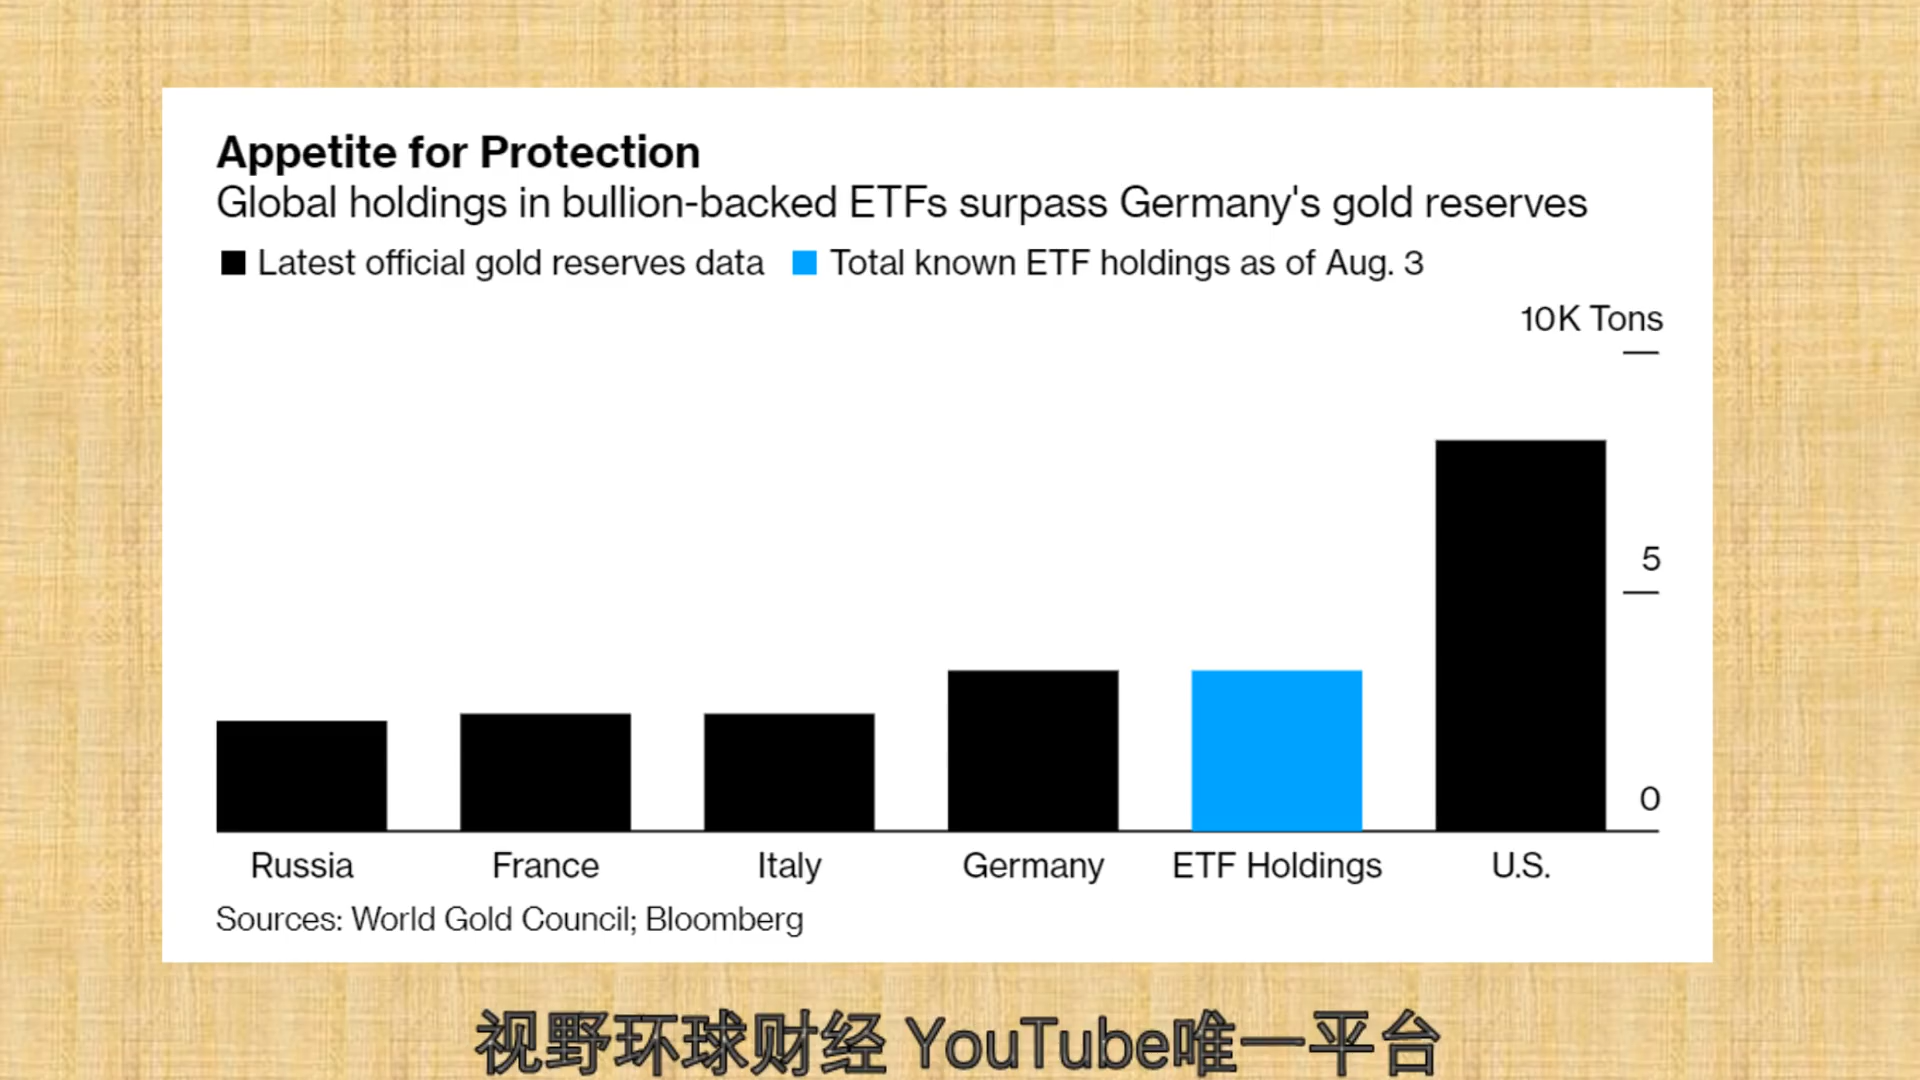 Appetite for Protection
Global holdings in bullion-backed ETFs surpass Germany's gold reserves
Latest official gold reserves data Total known ETF holdings as of Aug. 3
10K Tons
5
0
Russia France Italy Germany ETF Holdings U.S.
Sources: World Gold Council; Bloomberg
视野环球财经 YouTube唯一平台